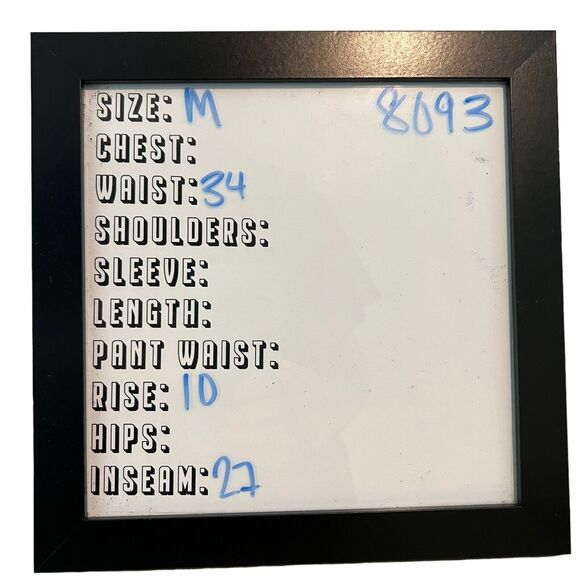 SIZE: M 8093
CHEST:
WAIST: 34
SHOULDERS:
SLEEVE:
LENGTH:
PANT WAIST:
RISE: 10
HIPS:
INSEAM: 27